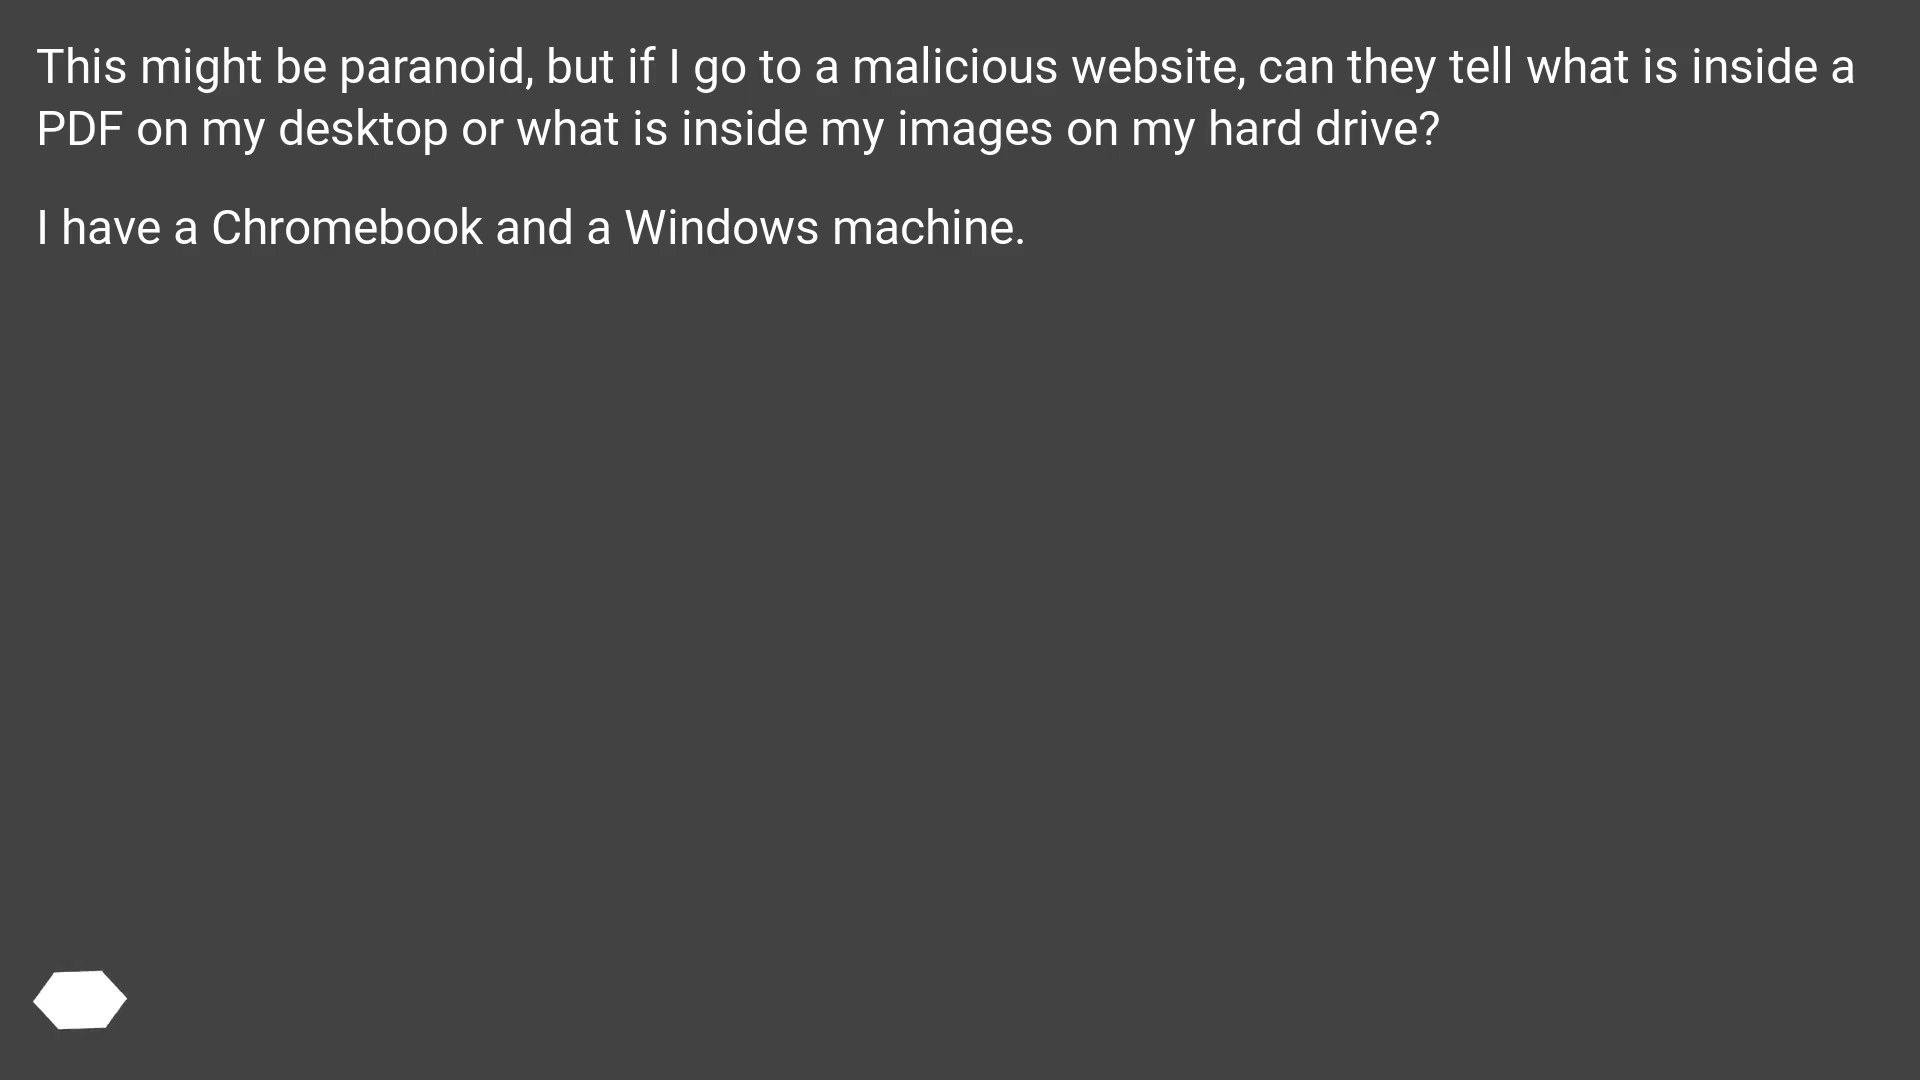 This might be paranoid, but if I go to a malicious website, can they tell what is inside a
PDF on my desktop or what is inside my images on my hard drive?
I have a Chromebook and a Windows machine.